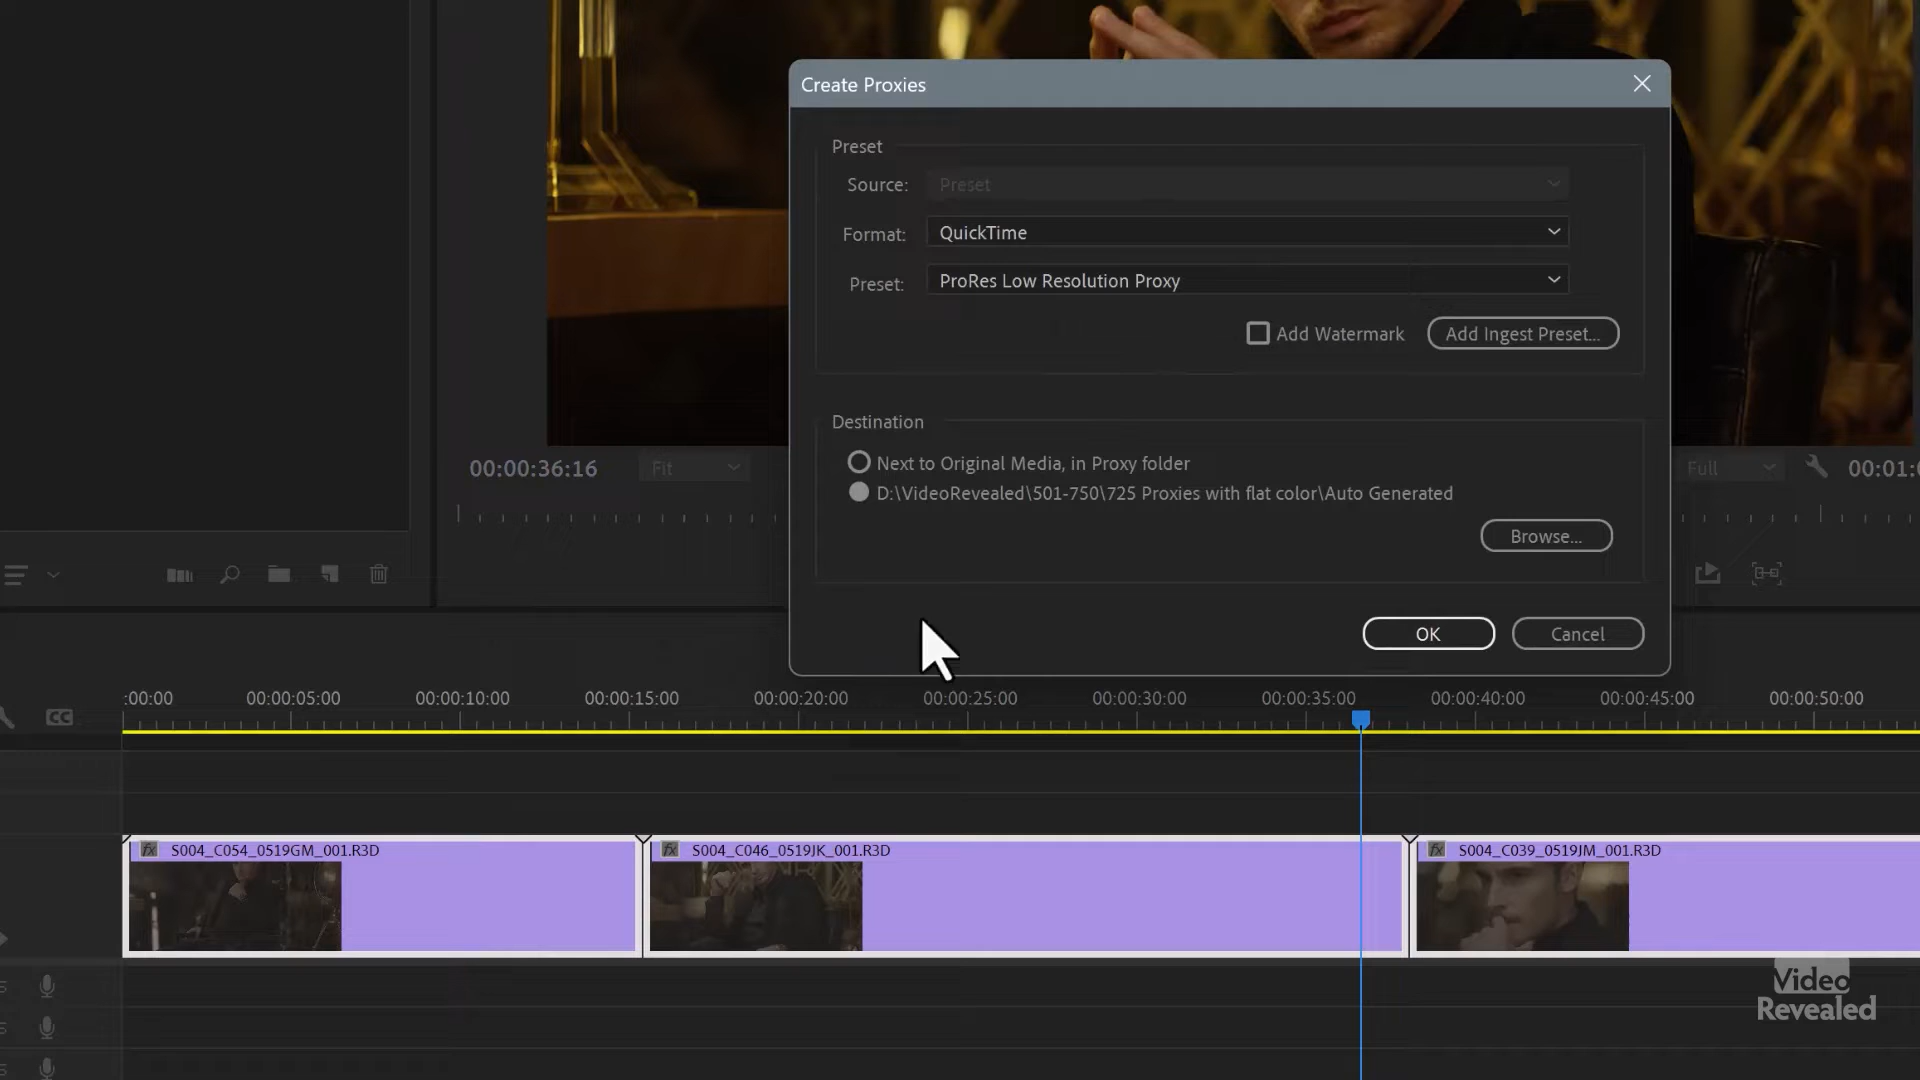 Create Proxies
Preset
Source: Preset
Format: QuickTime
Preset: ProRes Low Resolution Proxy
Add Watermark Add Ingest Preset...
Destination
Next to Original Media, in Proxy folder
D:\VideoRevealed\501-750\725 Proxies with flat color\Auto Generated
Browse...
OK Cancel
00:00:36:16 Fit Full 00:01:0
:00:00 00:00:05:00 00:00:10:00 00:00:15:00 00:00:20:00 00:00:25:00 00:00:30:00 00:00:35:00 00:00:40:00 00:00:45:00 00:00:50:00
CC
fx S004_C054_0519GM_001.R3D fx S004_C046_0519JK_001.R3D fx S004_C039_0519JM_001.R3D
S
S
S
Video
Revealed